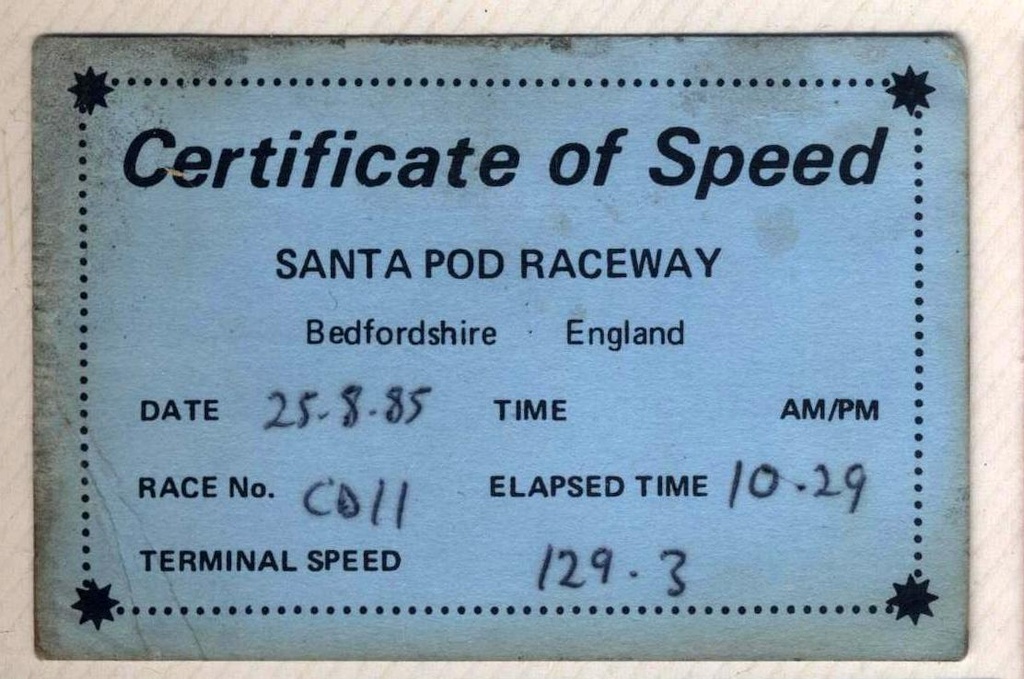 Certificate of Speed
SANTA POD RACEWAY
Bedfordshire · England
DATE 25-8-85 TIME AM/PM
RACE No. CD11 ELAPSED TIME 10.29
TERMINAL SPEED 129.3